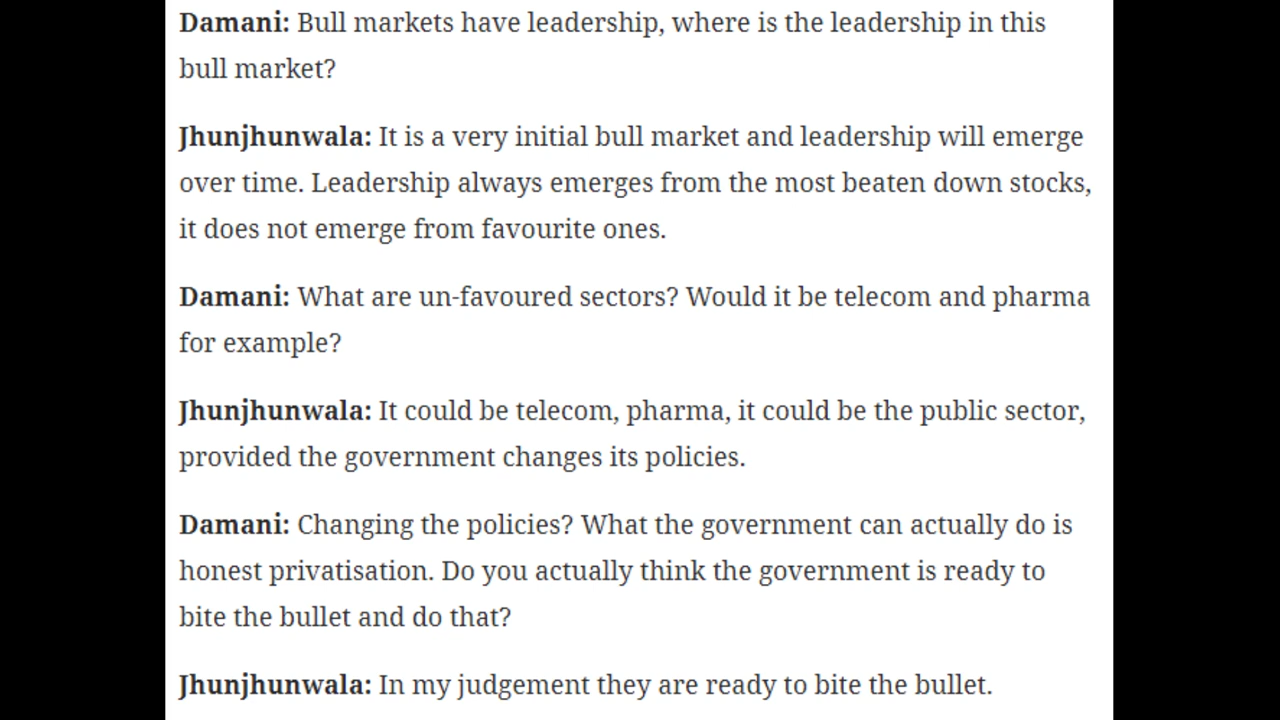 Damani: Bull markets have leadership, where is the leadership in this
bull market?
Jhunjhunwala: It is a very initial bull market and leadership will emerge
over time. Leadership always emerges from the most beaten down stocks,
it does not emerge from favourite ones.
Damani: What are un-favoured sectors? Would it be telecom and pharma
for example?
Jhunjhunwala: It could be telecom, pharma, it could be the public sector,
provided the government changes its policies.
Damani: Changing the policies? What the government can actually do is
honest privatisation. Do you actually think the government is ready to
bite the bullet and do that?
Jhunjhunwala: In my judgement they are ready to bite the bullet.